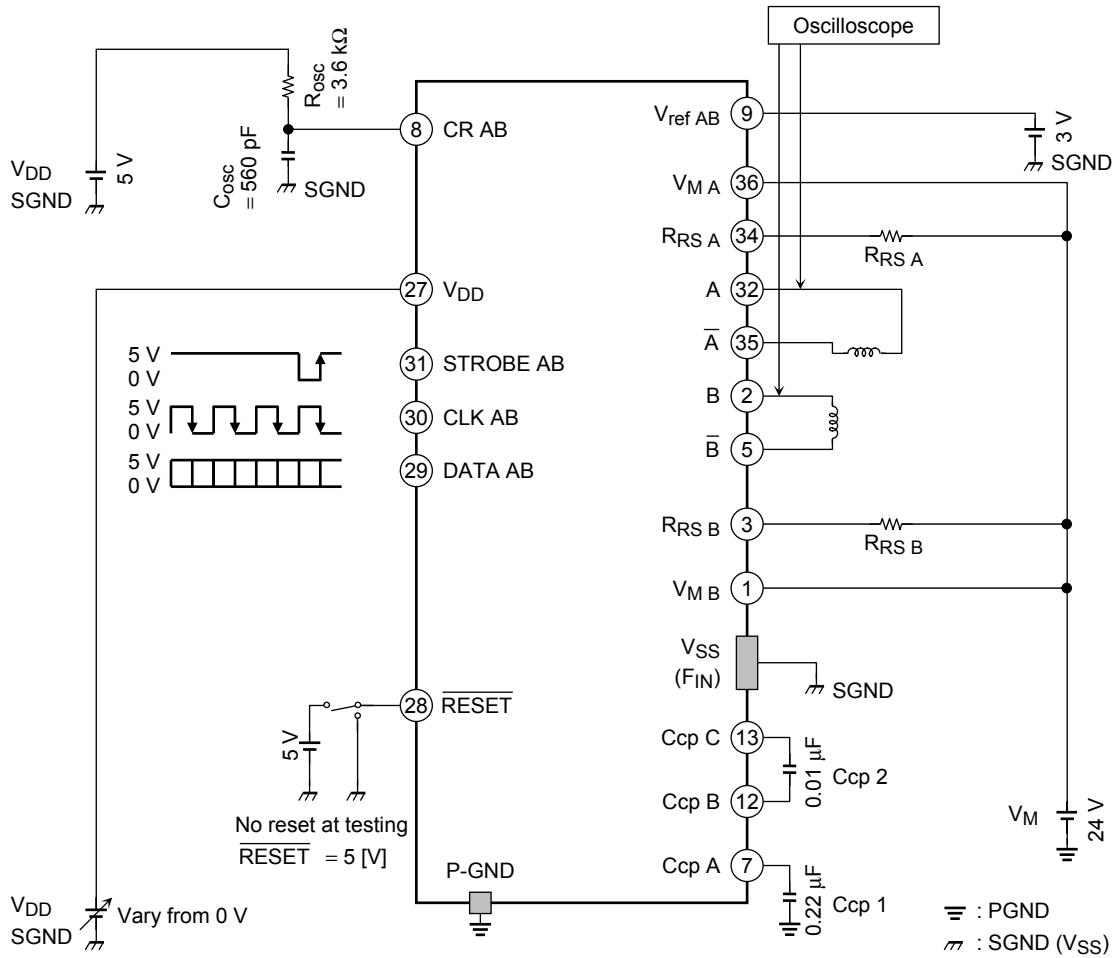 Oscilloscope
Rosc
= 3.6 kΩ
Cosc
= 560 pF
SGND
VDD
SGND
5 V
8
CR AB
27
VDD
5 V
0 V
31
STROBE AB
5 V
0 V
30
CLK AB
5 V
0 V
29
DATA AB
28
RESET
5 V
No reset at testing
RESET = 5 [V]
VDD
SGND
Vary from 0 V
P-GND
Vref AB
9
3 V
SGND
VM A
36
RRS A
34
RRS A
A
32
A
35
B
2
B
5
RRS B
3
RRS B
VM B
1
VSS
(FIN)
SGND
Ccp C
13
0.01 µF
Ccp 2
Ccp B
12
Ccp A
7
0.22 µF
Ccp 1
VM
24 V
: PGND
: SGND (VSS)